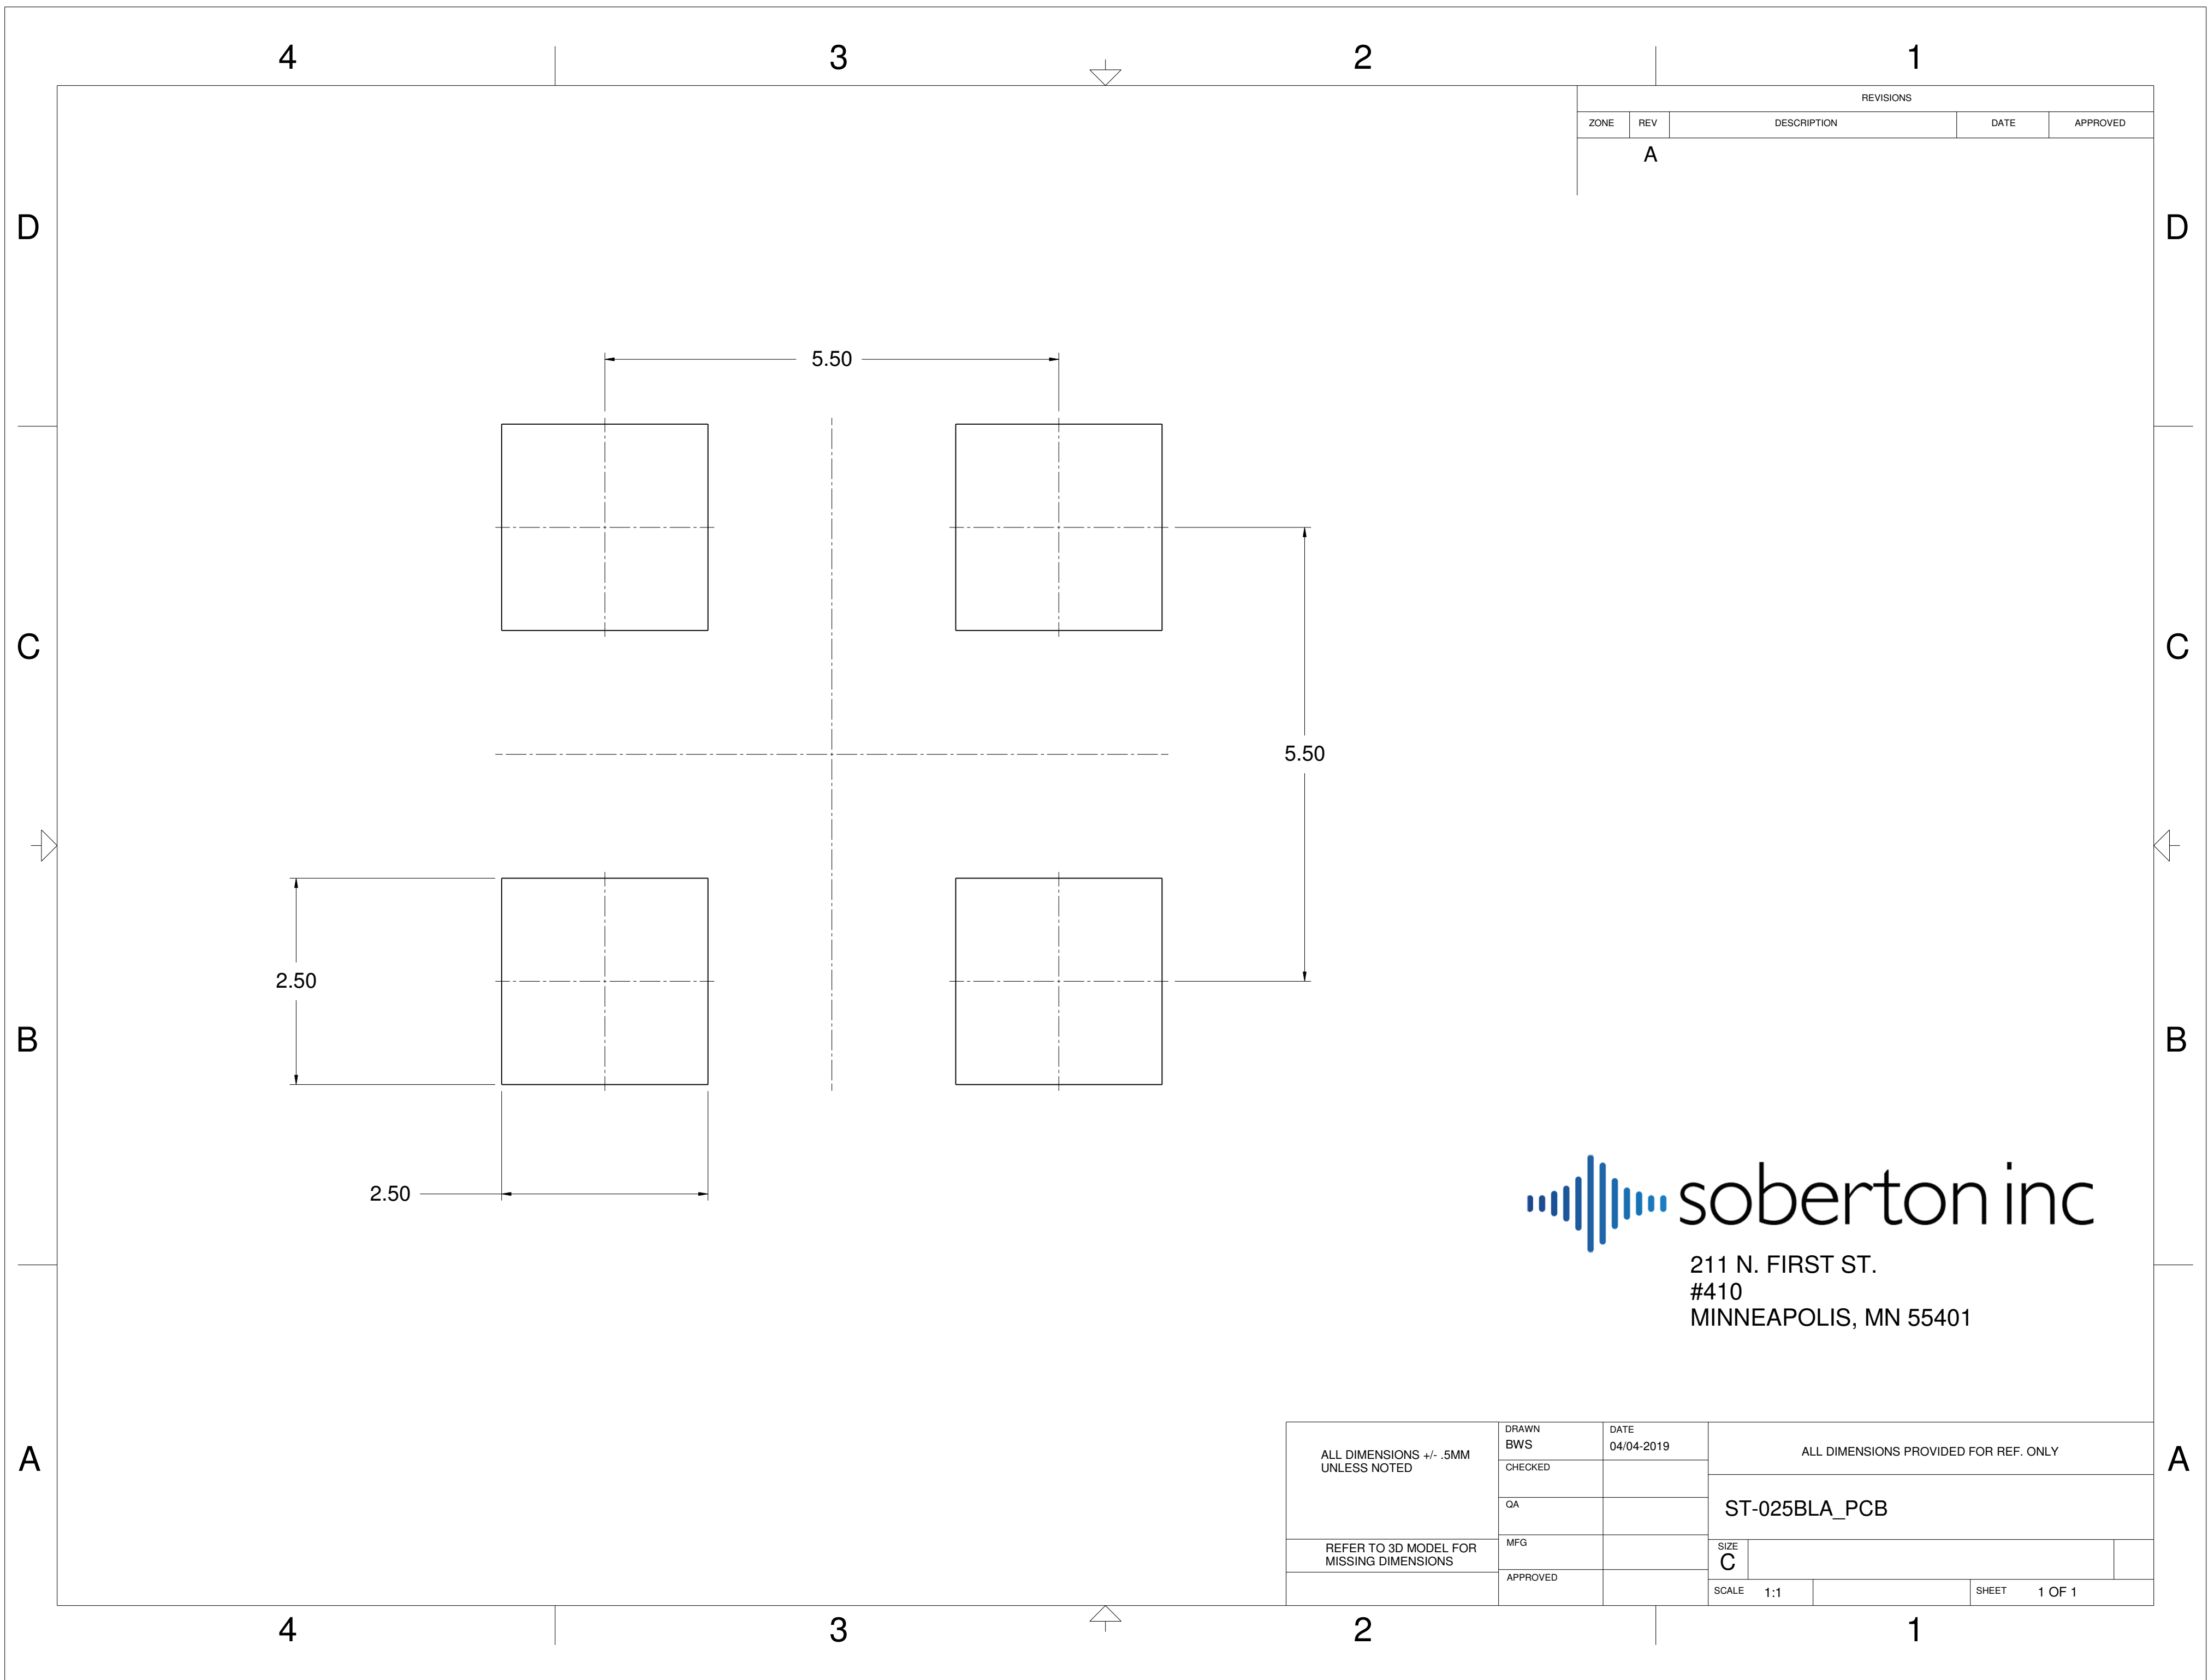 4 3 2 1
REVISIONS
ZONE REV DESCRIPTION DATE APPROVED
A
D D
5.50
C C
5.50
2.50
B B
2.50
soberton inc
211 N. FIRST ST.
#410
MINNEAPOLIS, MN 55401
ALL DIMENSIONS +/- .5MM
UNLESS NOTED
REFER TO 3D MODEL FOR
MISSING DIMENSIONS
DRAWN DATE
BWS 04/04-2019
CHECKED
QA
MFG
APPROVED
ALL DIMENSIONS PROVIDED FOR REF. ONLY
ST-025BLA_PCB
SIZE
C
SCALE 1:1 SHEET 1 OF 1
A A
4 3 2 1